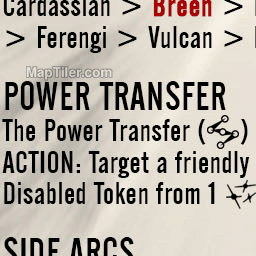 Cardassian > Breen >
> Ferengi > Vulcan >
MapTiler.com
POWER TRANSFER
The Power Transfer ( )
ACTION: Target a friendly
Disabled Token from 1
SIDE ARCS